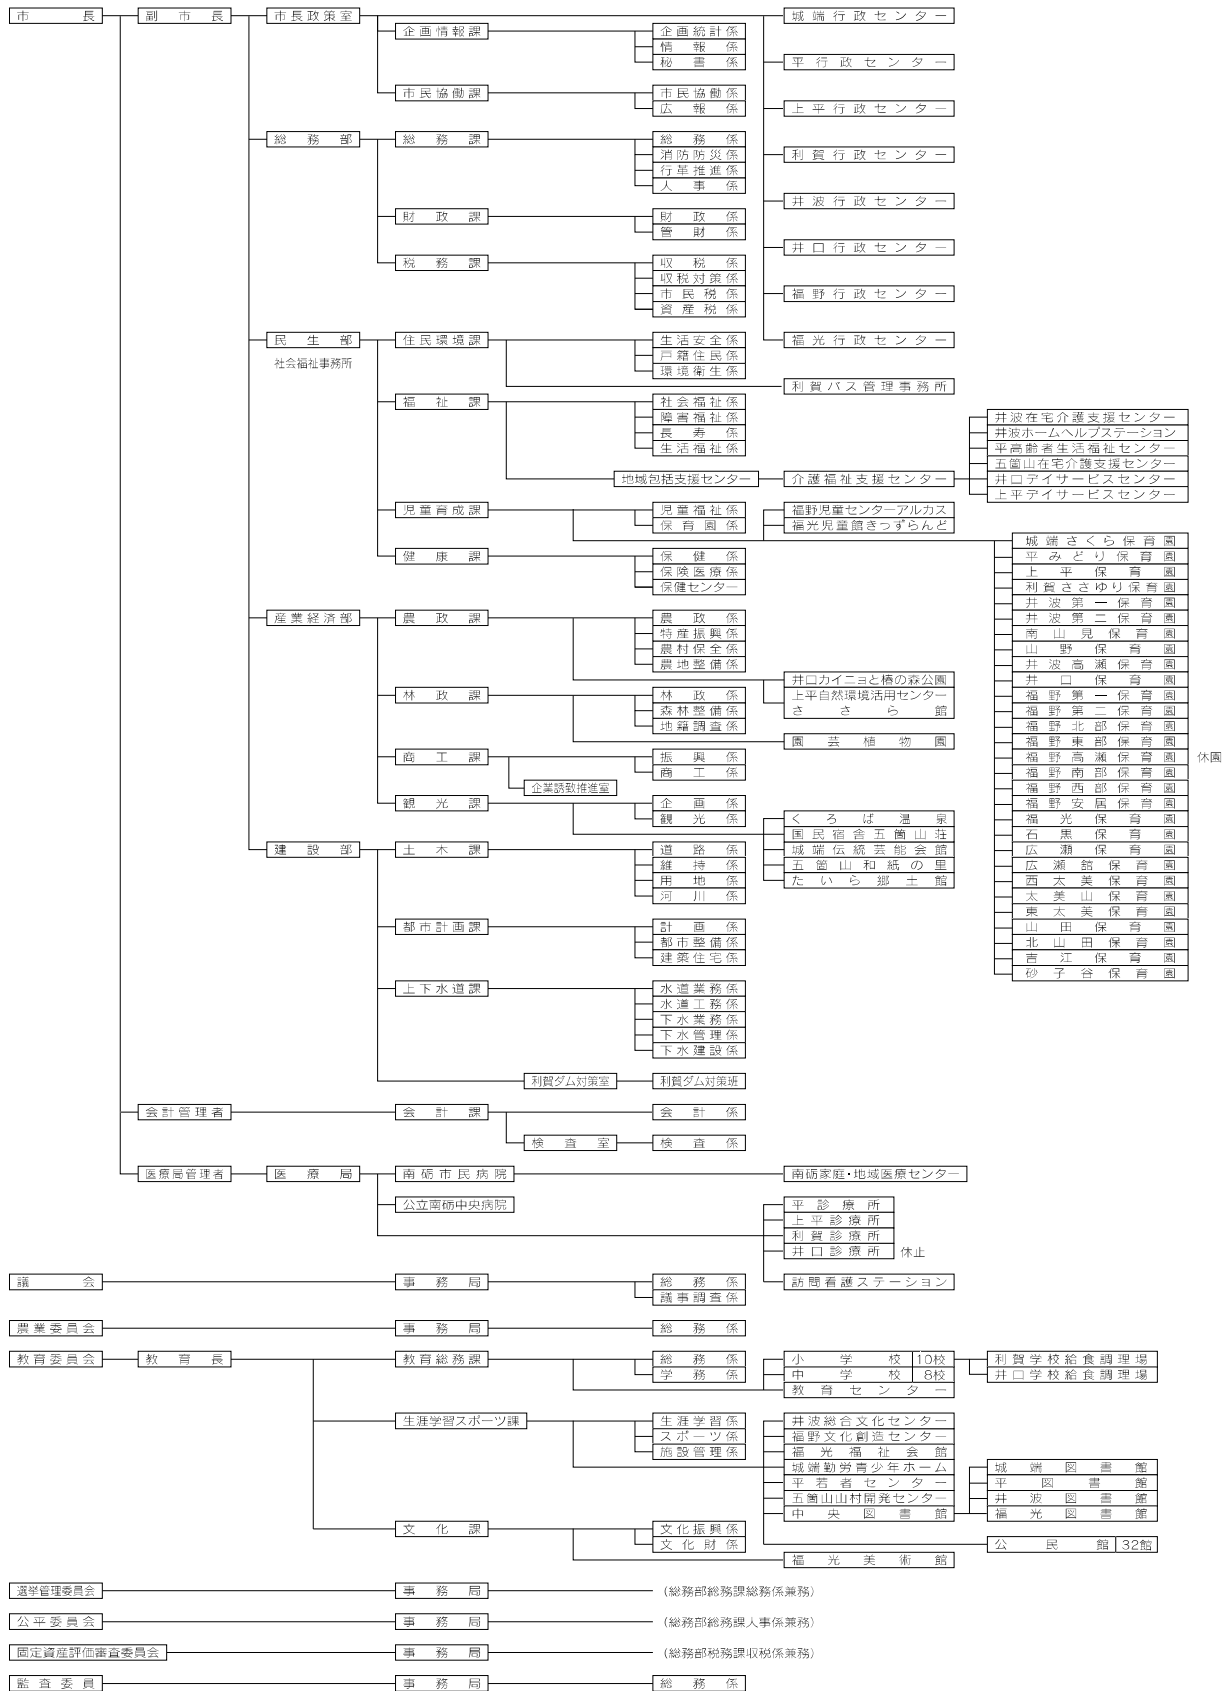 市長 副市長 市長政策室 城端行政センター
企画情報課 企画統計係
情報係
秘書係 平行政センター
市民協働課 市民協働係
広報係 上平行政センター
総務部 総務課 総務係
消防防災係 利賀行政センター
行革推進係
人事係
井波行政センター
財政課 財政係
管財係
井口行政センター
税務課 収税係
収税対策係
市民税係 福野行政センター
資産税係
民生部 住民環境課 生活安全係 福光行政センター
社会福祉事務所 戸籍住民係
環境衛生係
利賀バス管理事務所
福祉課 社会福祉係
障害福祉係 井波在宅介護支援センター
長寿係 井波ホームヘルプステーション
生活福祉係 平高齢者生活福祉センター
五箇山在宅介護支援センター
地域包括支援センター 介護福祉支援センター 井口デイサービスセンター
上平デイサービスセンター
児童育成課 児童福祉係 福野児童センターアルカス
保育園係 福光児童館きっずらんど
城端さくら保育園
健康課 保健係 平みどり保育園
保険医療係 上平保育園
保健センター 利賀ささゆり保育園
井波第一保育園
産業経済部 農政課 農政係 井波第二保育園
特産振興係 南山見保育園
農村保全係 山野保育園
農地整備係 井波高瀬保育園
井口カイニョと椿の森公園 井口保育園
林政課 林政係 上平自然環境活用センター 福野第一保育園
森林整備係 ささら館 福野第二保育園
地籍調査係 福野北部保育園
園芸植物園 福野東部保育園
商工課 振興係 福野高瀬保育園 休園
商工係 福野南部保育園
企業誘致推進室 福野西部保育園
観光課 企画係 福野安居保育園
観光係 くろば温泉 福光保育園
国民宿舎五箇山荘 石黒保育園
建設部 土木課 道路係 城端伝統芸能会館 広瀬保育園
維持係 五箇山和紙の里 広瀬舘保育園
用地係 たいら郷土館 西太美保育園
河川係 太美山保育園
東太美保育園
都市計画課 計画係 山田保育園
都市整備係 北山田保育園
建築住宅係 吉江保育園
砂子谷保育園
上下水道課 水道業務係
水道工務係
下水業務係
下水管理係
下水建設係
利賀ダム対策室 利賀ダム対策班
会計管理者 会計課 会計係
検査室 検査係
医療局管理者 医療局 南砺市民病院 南砺家庭・地域医療センター
公立南砺中央病院 平診療所
上平診療所
利賀診療所
井口診療所 休止
議会 事務局 総務係 訪問看護ステーション
議事調査係
農業委員会 事務局 総務係
教育委員会 教育長 教育総務課 総務係 小学校 10校 利賀学校給食調理場
学務係 中学校 8校 井口学校給食調理場
教育センター
生涯学習スポーツ課 生涯学習係 井波総合文化センター
スポーツ係 福野文化創造センター
施設管理係 福光福祉会館
城端勤労青少年ホーム 城端図書館
平若者センター 平図書館
五箇山山村開発センター 井波図書館
中央図書館 福光図書館
文化課 文化振興係
文化財係 公民館 32館
福光美術館
選挙管理委員会 事務局 (総務部総務課総務係兼務)
公平委員会 事務局 (総務部総務課人事係兼務)
固定資産評価審査委員会 事務局 (総務部税務課収税係兼務)
監査委員 事務局 総務係